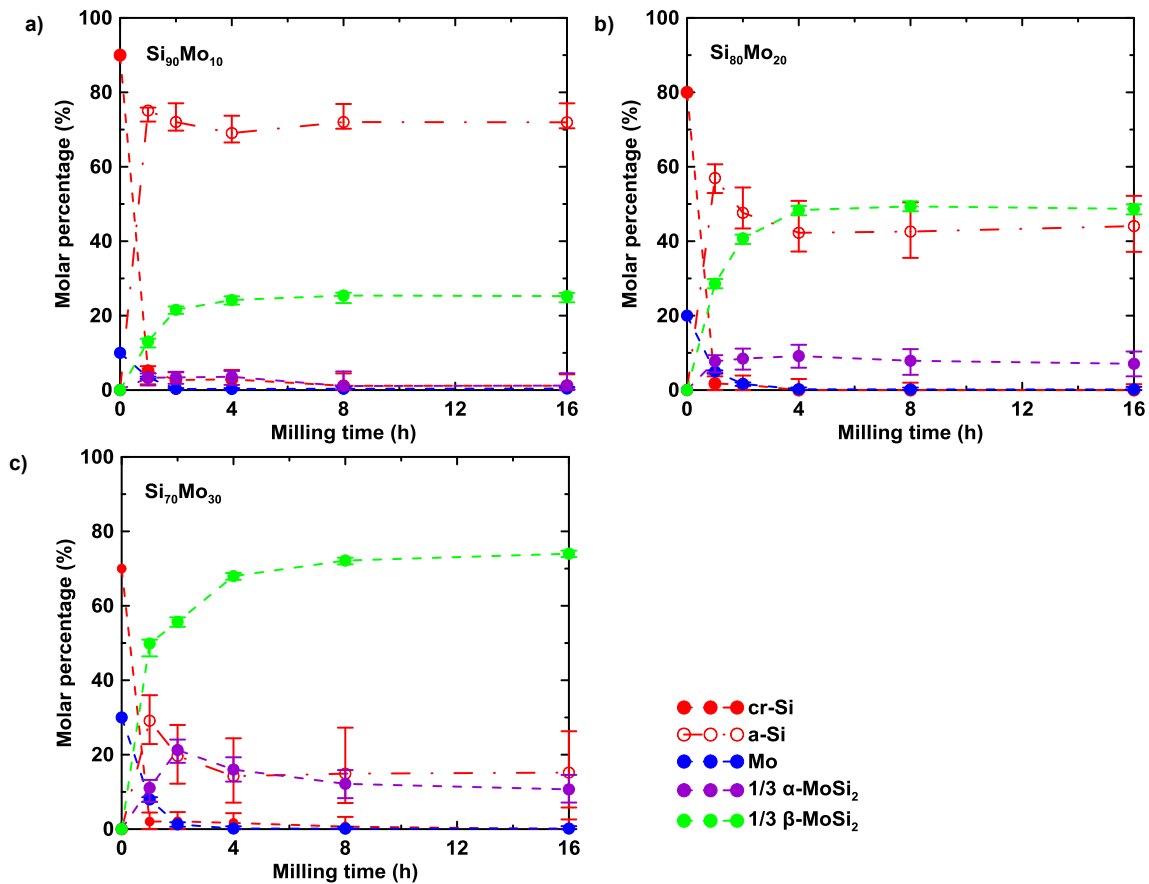 a)
Si₉₀Mo₁₀
Molar percentage (%)
100
80
60
40
20
0
0 4 8 12 16
Milling time (h)
b)
Si₈₀Mo₂₀
Molar percentage (%)
100
80
60
40
20
0
0 4 8 12 16
Milling time (h)
c)
Si₇₀Mo₃₀
Molar percentage (%)
100
80
60
40
20
0
0 4 8 12 16
Milling time (h)
cr-Si
a-Si
Mo
1/3 α-MoSi₂
1/3 β-MoSi₂